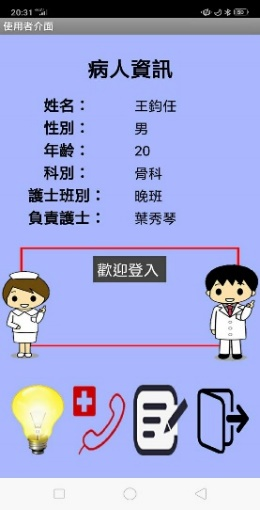 20:31
使用者介面
病人資訊
姓名： 王鈞任
性別： 男
年齡： 20
科別： 骨科
護士班別： 晚班
負責護士： 葉秀琴
歡迎登入